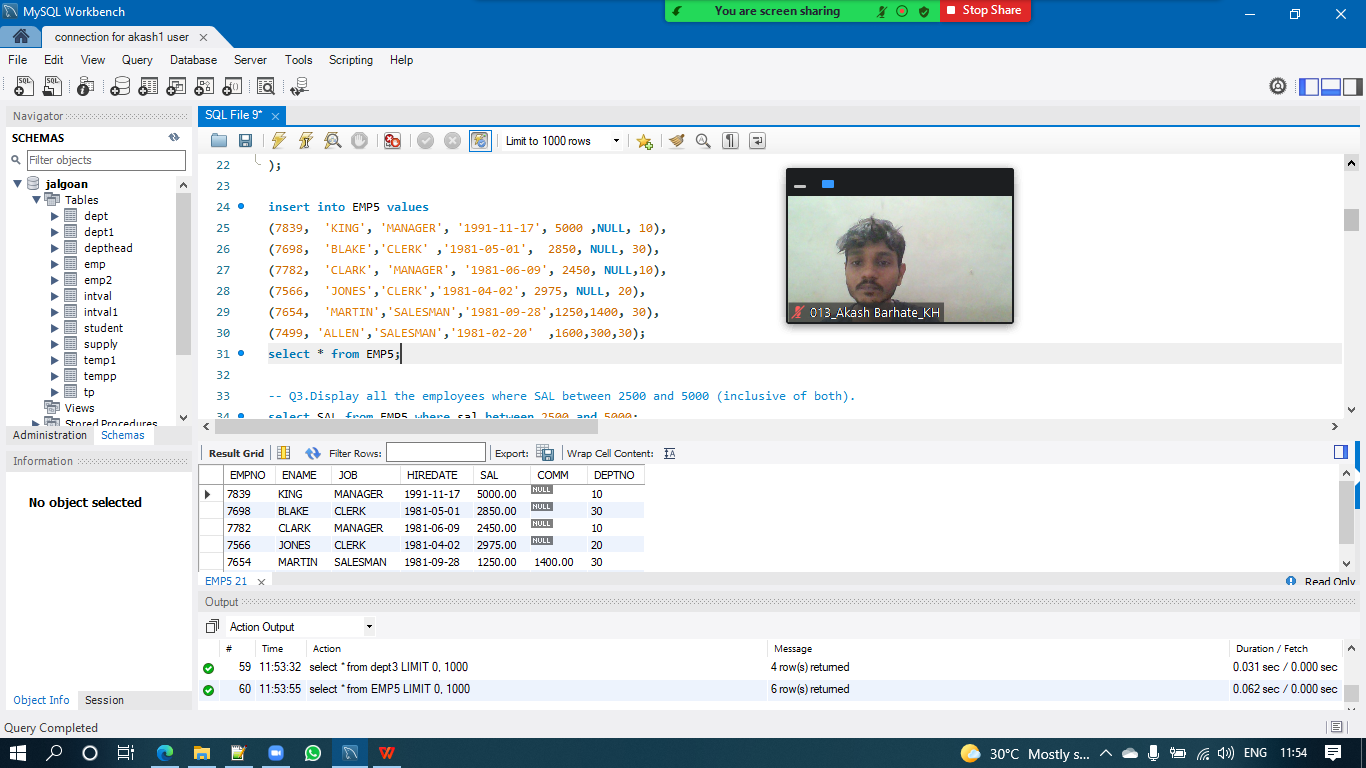 MySQL Workbench
You are screen sharing
Stop Share
connection for akash1 user
File Edit View Query Database Server Tools Scripting Help
Navigator
SCHEMAS
Filter objects
jalgoan
Tables
dept
dept1
depthead
emp
emp2
intval
intval1
student
supply
temp1
tempp
tp
Views
Stored Procedures
Administration Schemas
Information
No object selected
Object Info Session
Query Completed
SQL File 9*
Limit to 1000 rows
22 );
23
24 insert into EMP5 values
25 (7839, 'KING', 'MANAGER', '1991-11-17', 5000 ,NULL, 10),
26 (7698, 'BLAKE','CLERK' ,'1981-05-01', 2850, NULL, 30),
27 (7782, 'CLARK', 'MANAGER', '1981-06-09', 2450, NULL,10),
28 (7566, 'JONES','CLERK','1981-04-02', 2975, NULL, 20),
29 (7654, 'MARTIN','SALESMAN','1981-09-28',1250,1400, 30),
30 (7499, 'ALLEN','SALESMAN','1981-02-20' ,1600,300,30);
31 select * from EMP5;
32
33 -- Q3.Display all the employees where SAL between 2500 and 5000 (inclusive of both).
34 select SAL from EMP5 where sal between 2500 and 5000;
013_Akash Barhate_KH
Result Grid Filter Rows: Export: Wrap Cell Content:
EMPNO ENAME JOB HIREDATE SAL COMM DEPTNO
7839 KING MANAGER 1991-11-17 5000.00 NULL 10
7698 BLAKE CLERK 1981-05-01 2850.00 NULL 30
7782 CLARK MANAGER 1981-06-09 2450.00 NULL 10
7566 JONES CLERK 1981-04-02 2975.00 NULL 20
7654 MARTIN SALESMAN 1981-09-28 1250.00 1400.00 30
EMP5 21
Read Only
Output
Action Output
# Time Action Message Duration / Fetch
59 11:53:32 select * from dept3 LIMIT 0, 1000 4 row(s) returned 0.031 sec / 0.000 sec
60 11:53:55 select * from EMP5 LIMIT 0, 1000 6 row(s) returned 0.062 sec / 0.000 sec
30°C Mostly s... ENG 11:54